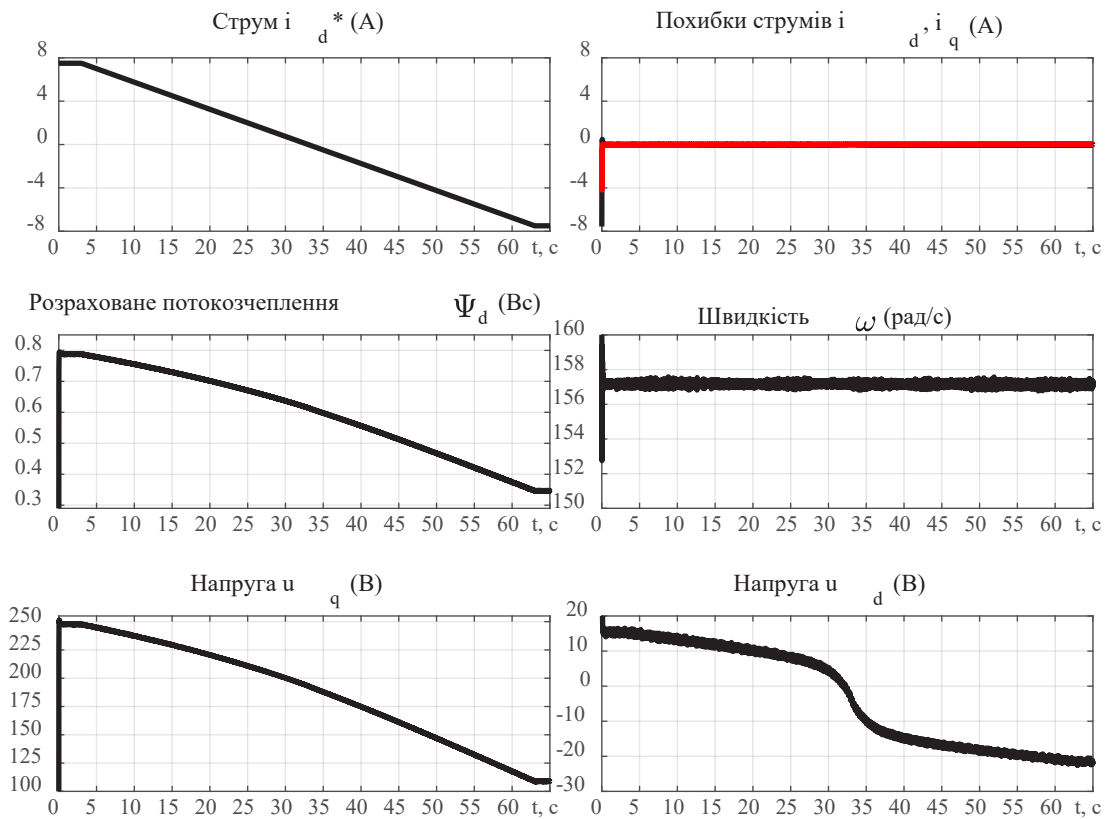 Струм i d* (А)
8
4
0
-4
-8
0 5 10 15 20 25 30 35 40 45 50 55 60 t, с
Похибки струмів i d, i q (А)
8
4
0
-4
-8
0 5 10 15 20 25 30 35 40 45 50 55 60 t, с
Розраховане потокозчеплення Ψd (Вс)
0.8
0.7
0.6
0.5
0.4
0.3
0 5 10 15 20 25 30 35 40 45 50 55 60 t, с
Швидкість ω (рад/с)
160
158
156
154
152
150
0 5 10 15 20 25 30 35 40 45 50 55 60 t, с
Напруга u q (В)
250
225
200
175
150
125
100
0 5 10 15 20 25 30 35 40 45 50 55 60 t, с
Напруга u d (В)
20
10
0
-10
-20
-30
0 5 10 15 20 25 30 35 40 45 50 55 60 t, с